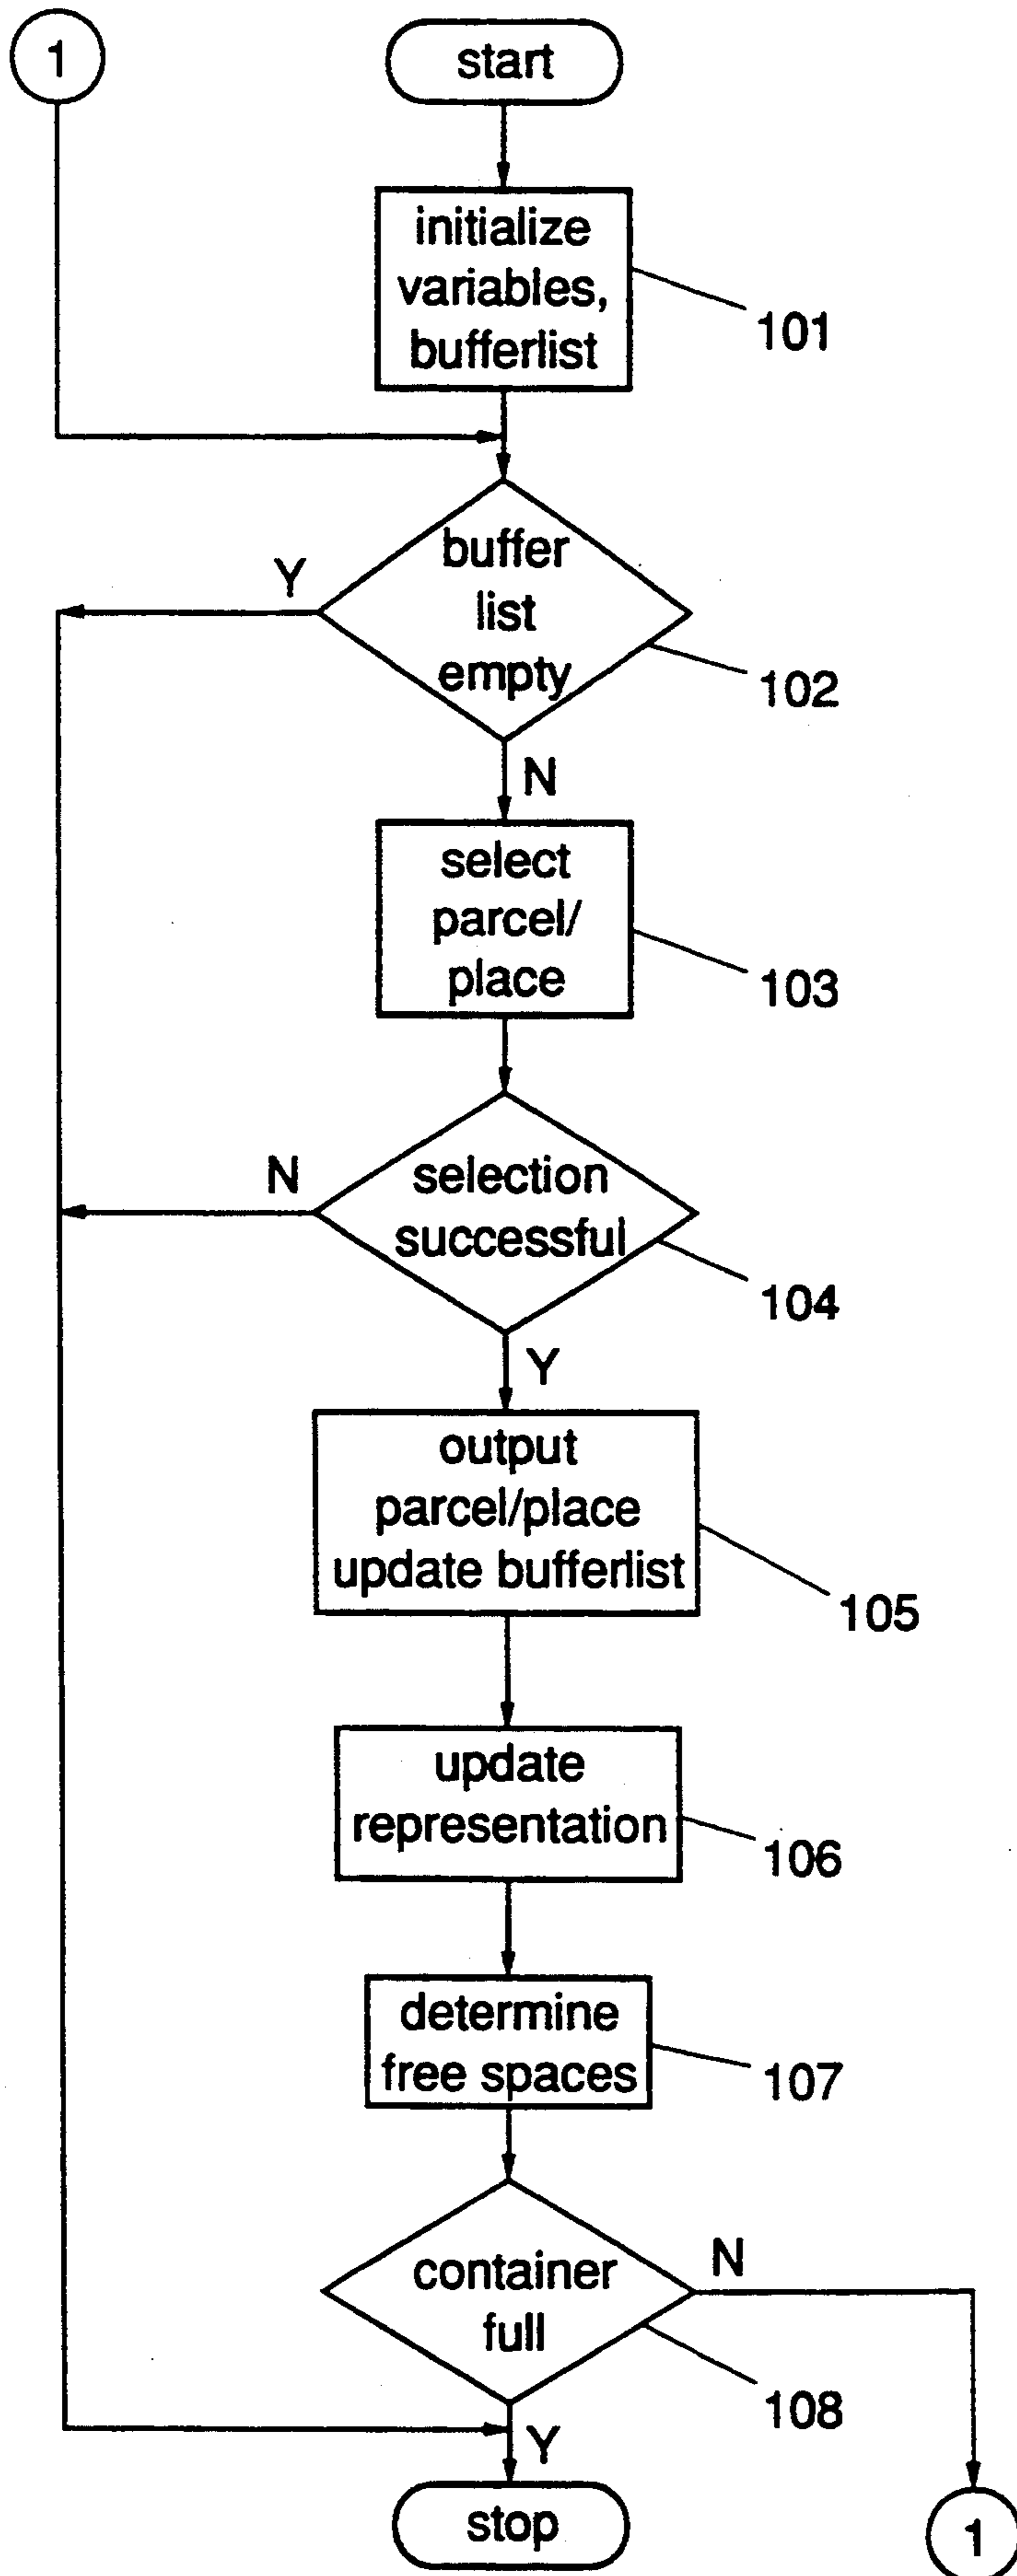 1
start
initialize
variables,
bufferlist
101
buffer
list
empty
Y
102
N
select
parcel/
place
103
selection
successful
N
104
Y
output
parcel/place
update bufferlist
105
update
representation
106
determine
free spaces
107
container
full
N
108
Y
stop
1